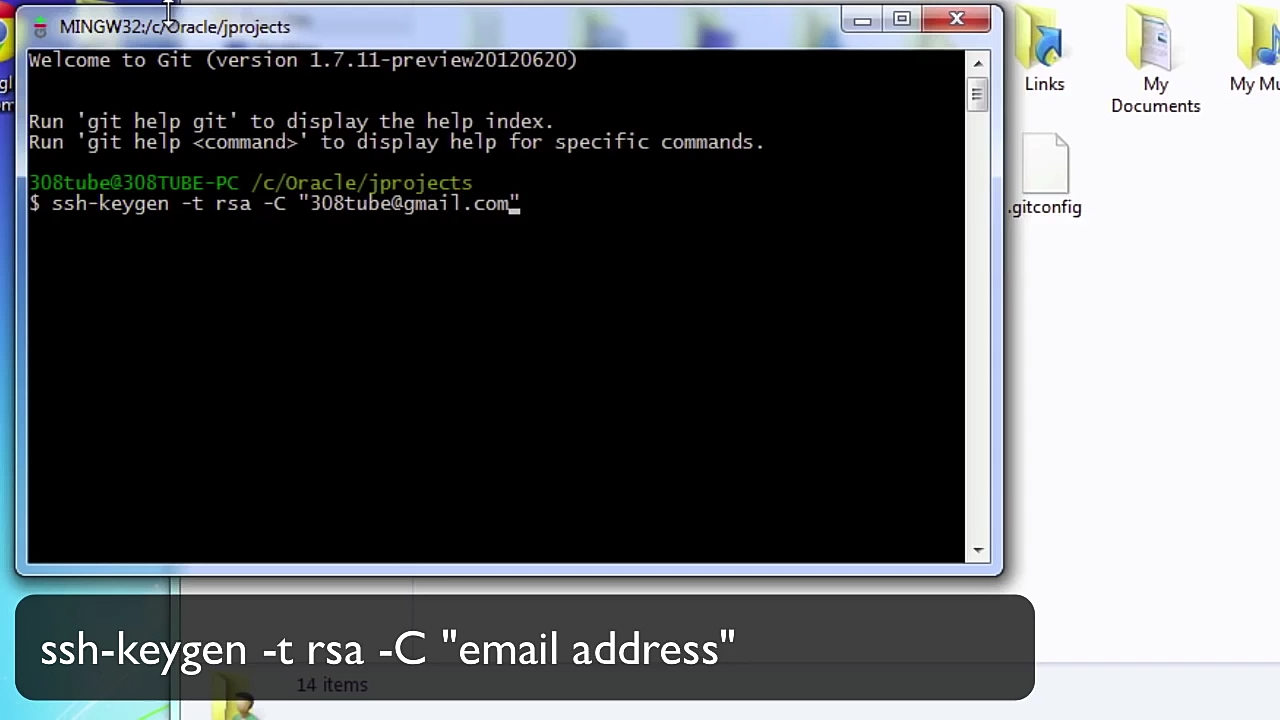 MINGW32:/c/Oracle/jprojects
Welcome to Git (version 1.7.11-preview20120620)
Run 'git help git' to display the help index.
Run 'git help <command>' to display help for specific commands.
308tube@308TUBE-PC /c/Oracle/jprojects
$ ssh-keygen -t rsa -C "308tube@gmail.com"
Links
My
Documents
My Mu
.gitconfig
ssh-keygen -t rsa -C "email address"
14 items